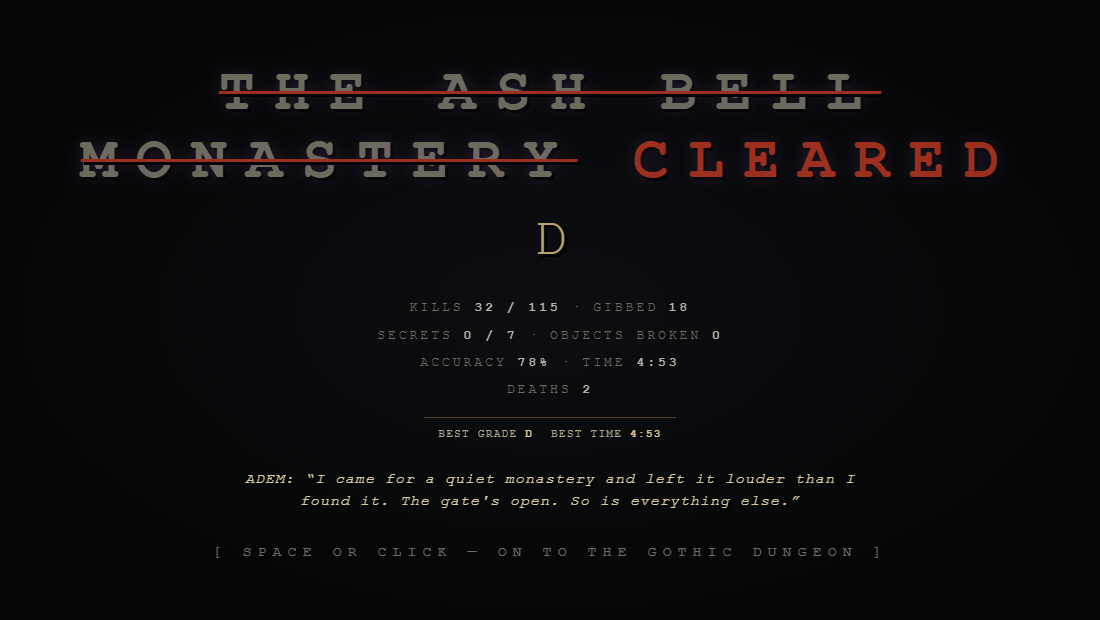 THE ASH BELL
MONASTERY CLEARED
D
KILLS 32 / 115 · GIBBED 18
SECRETS 0 / 7 · OBJECTS BROKEN 0
ACCURACY 78% · TIME 4:53
DEATHS 2
BEST GRADE D BEST TIME 4:53
ADEM: “I came for a quiet monastery and left it louder than I
found it. The gate's open. So is everything else.”
[ SPACE OR CLICK — ON TO THE GOTHIC DUNGEON ]